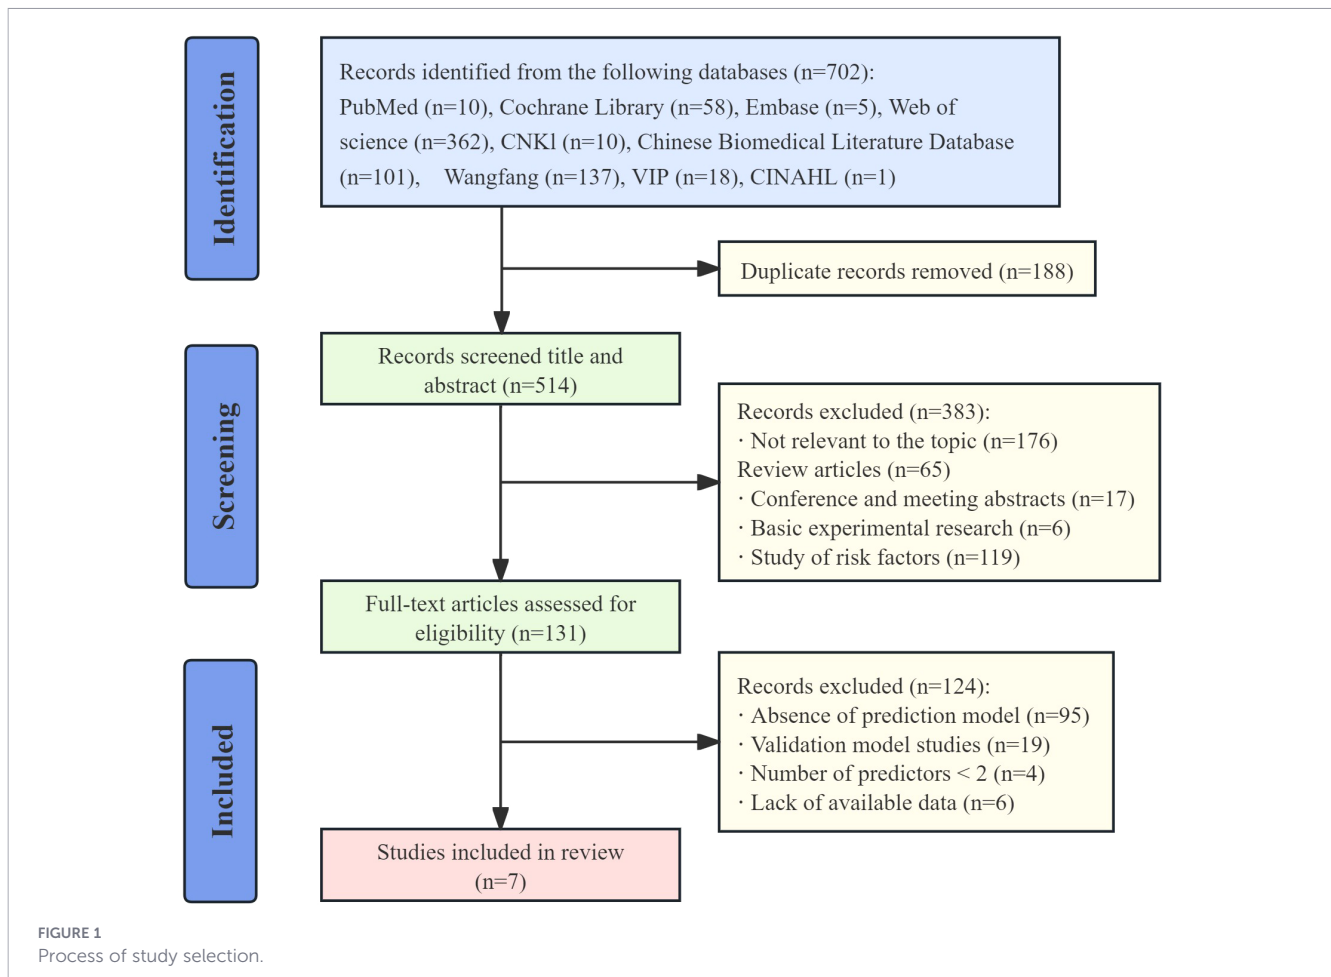 Identification
Records identified from the following databases (n=702):
PubMed (n=10), Cochrane Library (n=58), Embase (n=5), Web of
science (n=362), CNKl (n=10), Chinese Biomedical Literature Database
(n=101), Wangfang (n=137), VIP (n=18), CINAHL (n=1)
Duplicate records removed (n=188)
Screening
Records screened title and
abstract (n=514)
Records excluded (n=383):
· Not relevant to the topic (n=176)
Review articles (n=65)
· Conference and meeting abstracts (n=17)
· Basic experimental research (n=6)
· Study of risk factors (n=119)
Full-text articles assessed for
eligibility (n=131)
Included
Records excluded (n=124):
· Absence of prediction model (n=95)
· Validation model studies (n=19)
· Number of predictors < 2 (n=4)
· Lack of available data (n=6)
Studies included in review
(n=7)
FIGURE 1
Process of study selection.